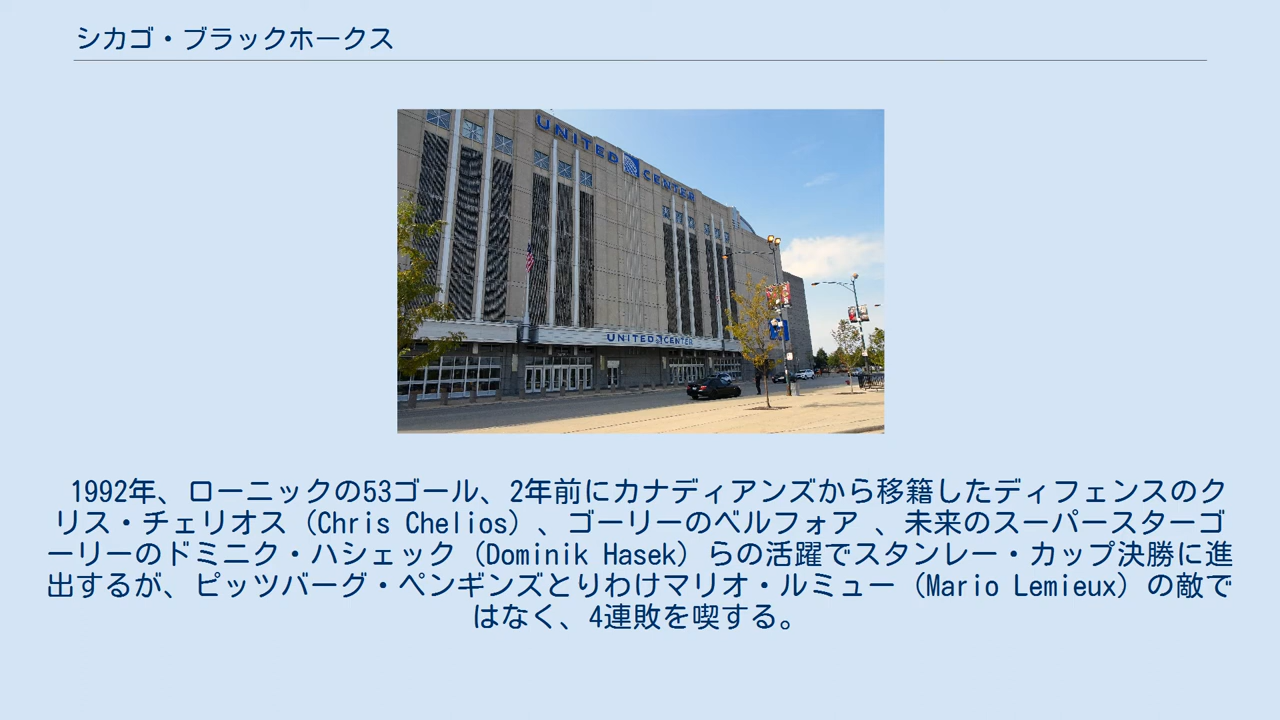 シカゴ・ブラックホークス
UNITED CENTER
UNITED CENTER
1992年、ローニックの53ゴール、2年前にカナディアンズから移籍したディフェンスのク
リス・チェリオス（Chris Chelios）、ゴーリーのベルフォア 、未来のスーパースターゴ
ーリーのドミニク・ハシェック（Dominik Hasek）らの活躍でスタンレー・カップ決勝に進
出するが、ピッツバーグ・ペンギンズとりわけマリオ・ルミュー（Mario Lemieux）の敵で
はなく、4連敗を喫する。